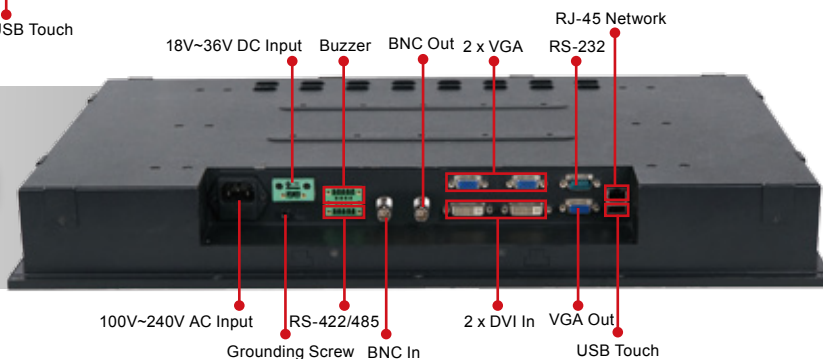 USB Touch
RJ-45 Network
18V~36V DC Input
Buzzer
BNC Out
2 x VGA
RS-232
100V~240V AC Input
RS-422/485
2 x DVI In
VGA Out
Grounding Screw
BNC In
USB Touch